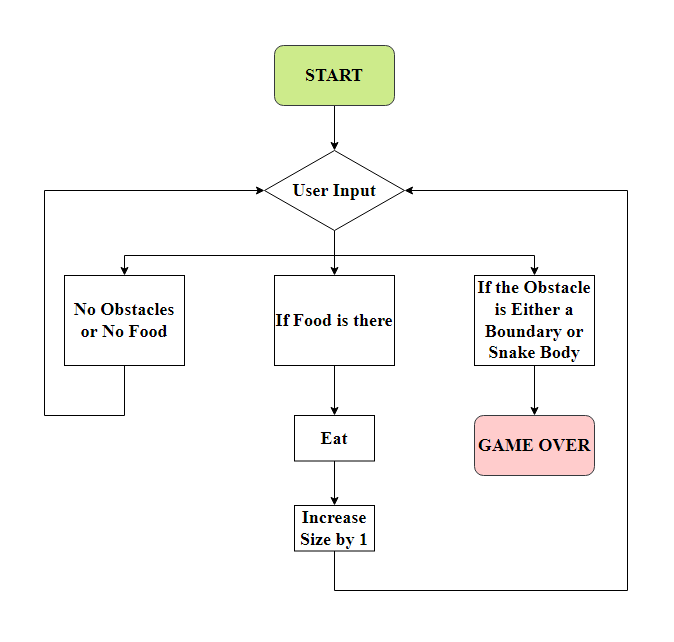 START
User Input
No Obstacles
or No Food
If Food is there
If the Obstacle
is Either a
Boundary or
Snake Body
Eat
GAME OVER
Increase
Size by 1